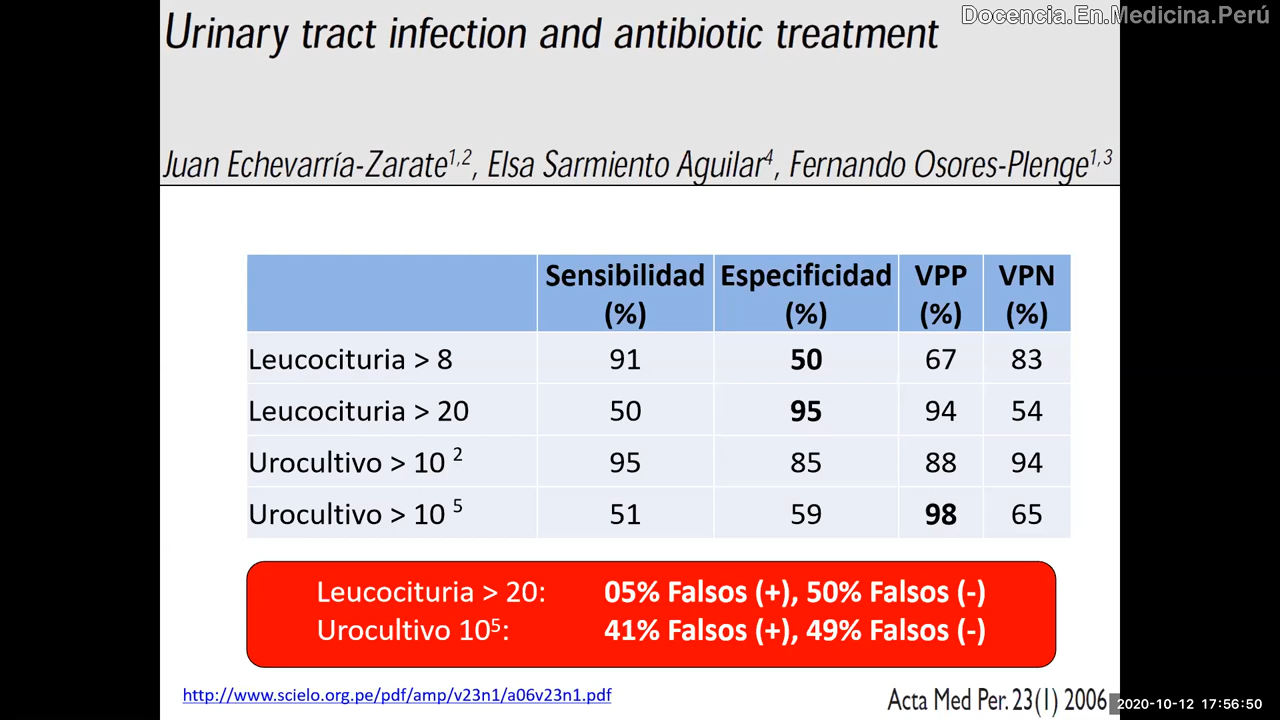 Docencia.En.Medicina.Perú
Urinary tract infection and antibiotic treatment
Juan Echevarría-Zarate1,2, Elsa Sarmiento Aguilar4, Fernando Osores-Plenge1,3
Sensibilidad (%) Especificidad (%) VPP (%) VPN (%)
Leucocituria > 8 91 50 67 83
Leucocituria > 20 50 95 94 54
Urocultivo > 10 2 95 85 88 94
Urocultivo > 10 5 51 59 98 65
Leucocituria > 20: 05% Falsos (+), 50% Falsos (-)
Urocultivo 10⁵: 41% Falsos (+), 49% Falsos (-)
http://www.scielo.org.pe/pdf/amp/v23n1/a06v23n1.pdf
Acta Med Per. 23(1) 2006
2020-10-12 17:56:50